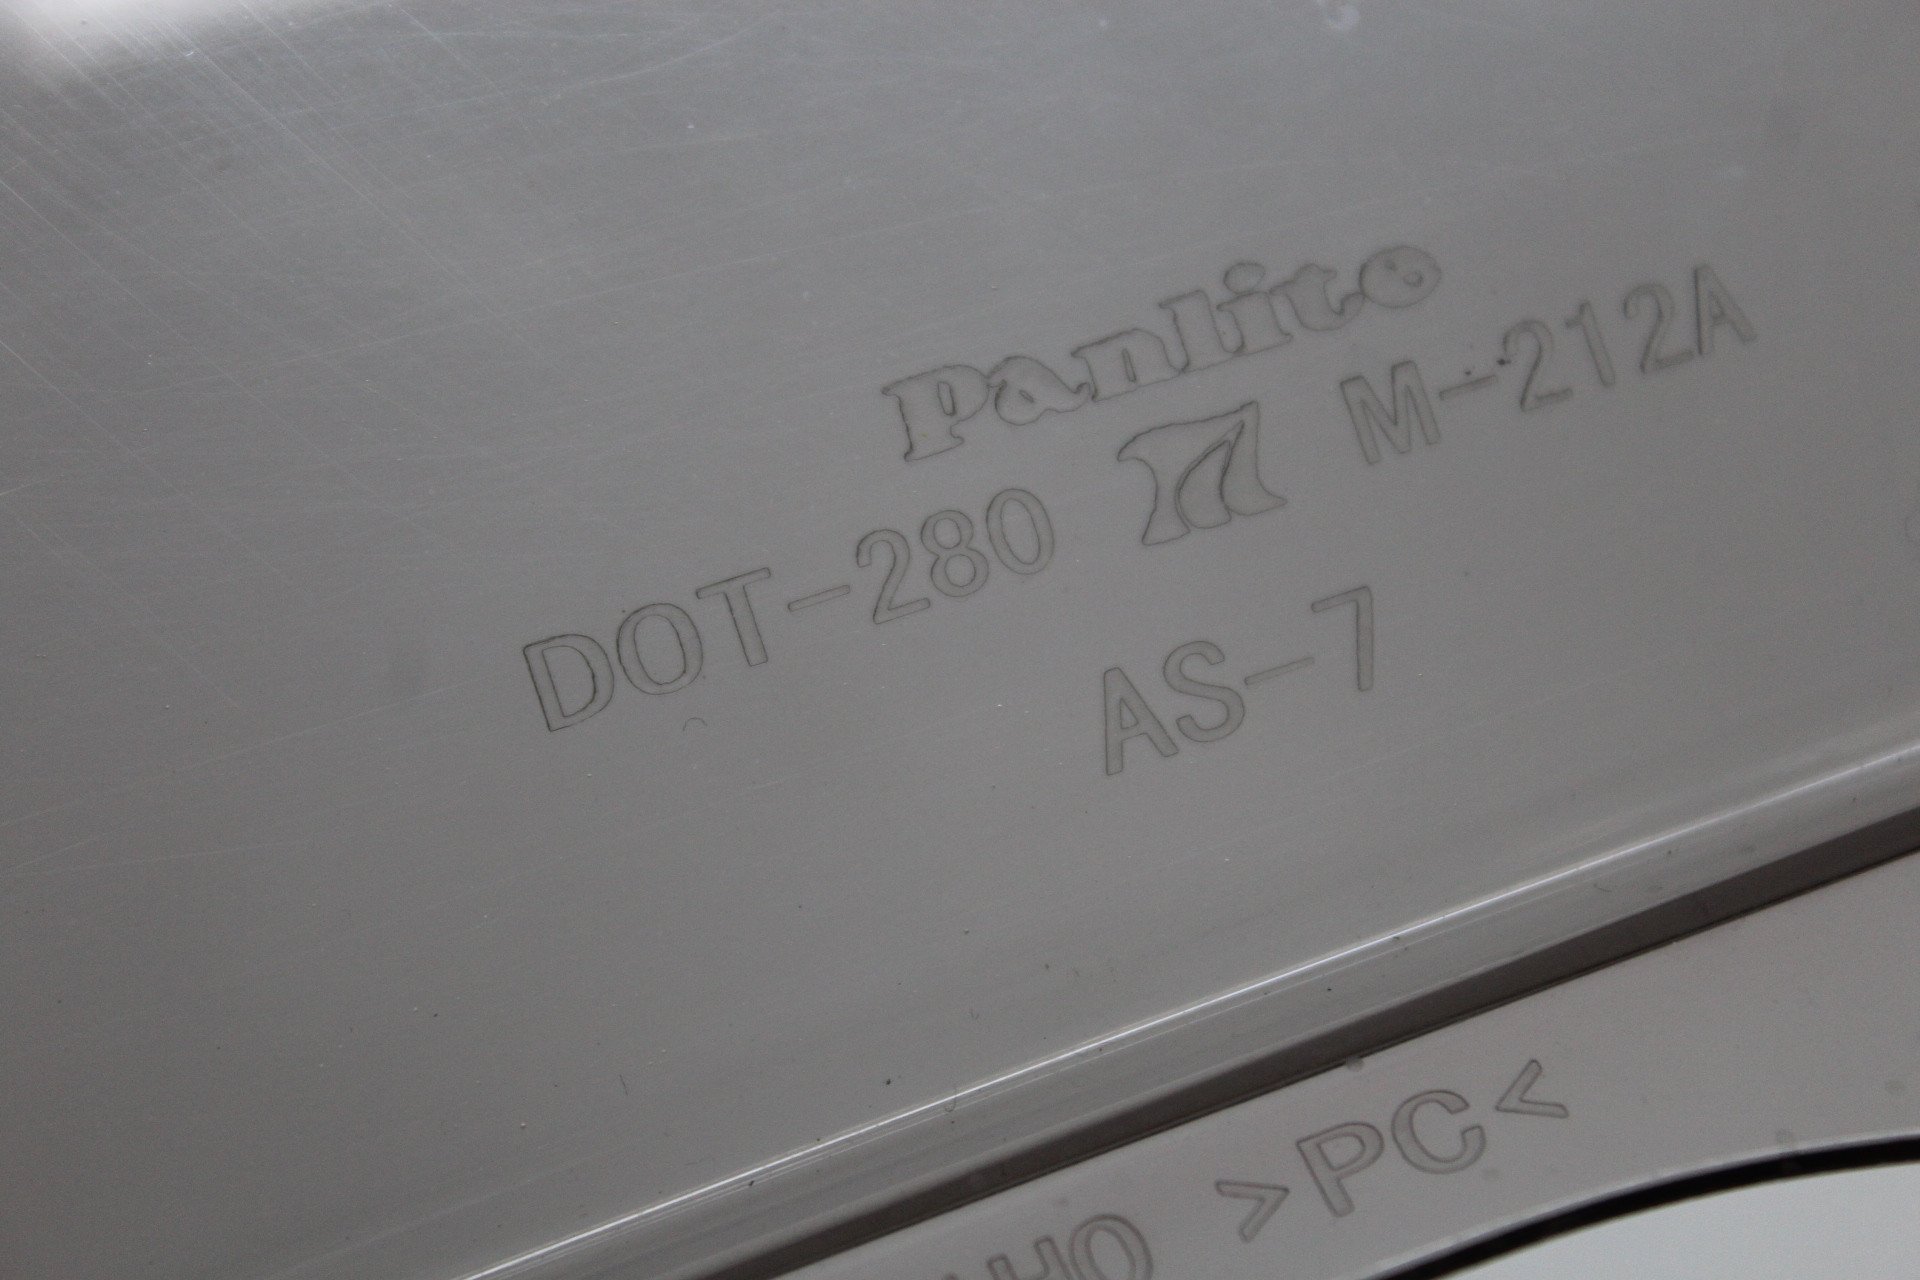 Panlite
DOT-280 M-212A
AS-7
>PC<